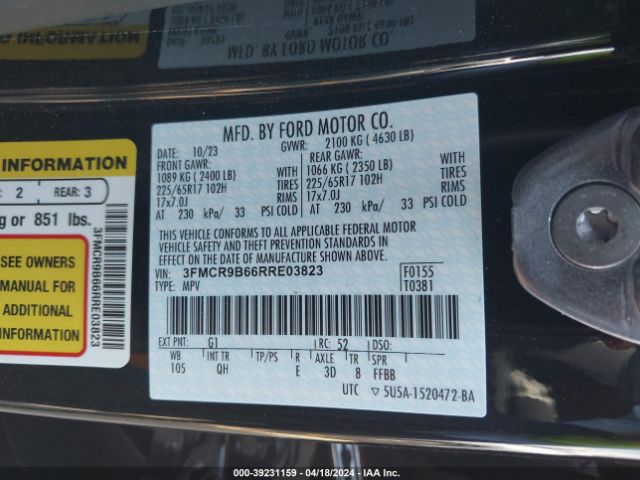 MFD. BY FORD MOTOR CO.
10/23 GVWR: 2100 KG ( 4630 LB)
FRONT GAWR: REAR GAWR:
1089 KG ( 2400 LB) WITH 1066 KG ( 2350 LB) WITH
225/65R17 102H TIRES 225/65R17 102H TIRES
17x7.0J RIMS 17x7.0J RIMS
AT 230 kPa/ 33 PSI COLD AT 230 kPa/ 33 PSI COLD
THIS VEHICLE CONFORMS TO ALL APPLICABLE FEDERAL MOTOR
VEHICLE SAFETY AND THEFT PREVENTION STANDARDS IN
EFFECT ON THE DATE OF MANUFACTURE SHOWN ABOVE.
VIN: 3FMCR9B66RRE03823 F0155
TYPE: MPV T0381
EXT PNT: G1 RC: 52 DSO:
WB INT TR TP/PS R AXLE TR SPR
105 QH E 3D 8 FFBB
UTC ▽ 5U5A-1520472-BA
INFORMATION
: 2 REAR: 3
g or 851 lbs.
SEE OWNERS
MANUAL FOR
ADDITIONAL
INFORMATION
3FMCR9B66RRE03823
INFORMATION
MFD. BY FORD MOTOR CO.
000-39231159 - 04/18/2024 - IAA Inc.